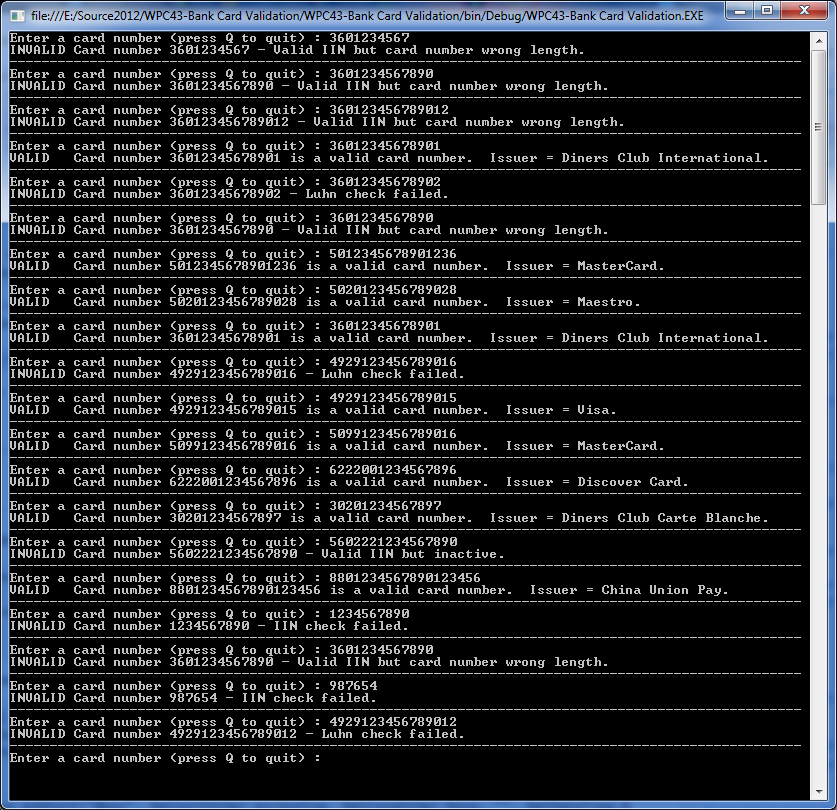 file:///E:/Source2012/WPC43-Bank Card Validation/WPC43-Bank Card Validation/bin/Debug/WPC43-Bank Card Validation.EXE
Enter a card number (press Q to quit) : 3601234567
INVALID Card number 3601234567 - Valid IIN but card number wrong length.
Enter a card number (press Q to quit) : 3601234567890
INVALID Card number 3601234567890 - Valid IIN but card number wrong length.
Enter a card number (press Q to quit) : 360123456789012
INVALID Card number 360123456789012 - Valid IIN but card number wrong length.
Enter a card number (press Q to quit) : 36012345678901
VALID   Card number 36012345678901 is a valid card number.  Issuer = Diners Club International.
Enter a card number (press Q to quit) : 36012345678902
INVALID Card number 36012345678902 - Luhn check failed.
Enter a card number (press Q to quit) : 3601234567890
INVALID Card number 3601234567890 - Valid IIN but card number wrong length.
Enter a card number (press Q to quit) : 5012345678901236
VALID   Card number 5012345678901236 is a valid card number.  Issuer = MasterCard.
Enter a card number (press Q to quit) : 5020123456789028
VALID   Card number 5020123456789028 is a valid card number.  Issuer = Maestro.
Enter a card number (press Q to quit) : 36012345678901
VALID   Card number 36012345678901 is a valid card number.  Issuer = Diners Club International.
Enter a card number (press Q to quit) : 4929123456789016
INVALID Card number 4929123456789016 - Luhn check failed.
Enter a card number (press Q to quit) : 4929123456789015
VALID   Card number 4929123456789015 is a valid card number.  Issuer = Visa.
Enter a card number (press Q to quit) : 5099123456789016
VALID   Card number 5099123456789016 is a valid card number.  Issuer = MasterCard.
Enter a card number (press Q to quit) : 6222001234567896
VALID   Card number 6222001234567896 is a valid card number.  Issuer = Discover Card.
Enter a card number (press Q to quit) : 30201234567897
VALID   Card number 30201234567897 is a valid card number.  Issuer = Diners Club Carte Blanche.
Enter a card number (press Q to quit) : 5602221234567890
INVALID Card number 5602221234567890 - Valid IIN but inactive.
Enter a card number (press Q to quit) : 8801234567890123456
VALID   Card number 8801234567890123456 is a valid card number.  Issuer = China Union Pay.
Enter a card number (press Q to quit) : 1234567890
INVALID Card number 1234567890 - IIN check failed.
Enter a card number (press Q to quit) : 3601234567890
INVALID Card number 3601234567890 - Valid IIN but card number wrong length.
Enter a card number (press Q to quit) : 987654
INVALID Card number 987654 - IIN check failed.
Enter a card number (press Q to quit) : 4929123456789012
INVALID Card number 4929123456789012 - Luhn check failed.
Enter a card number (press Q to quit) :